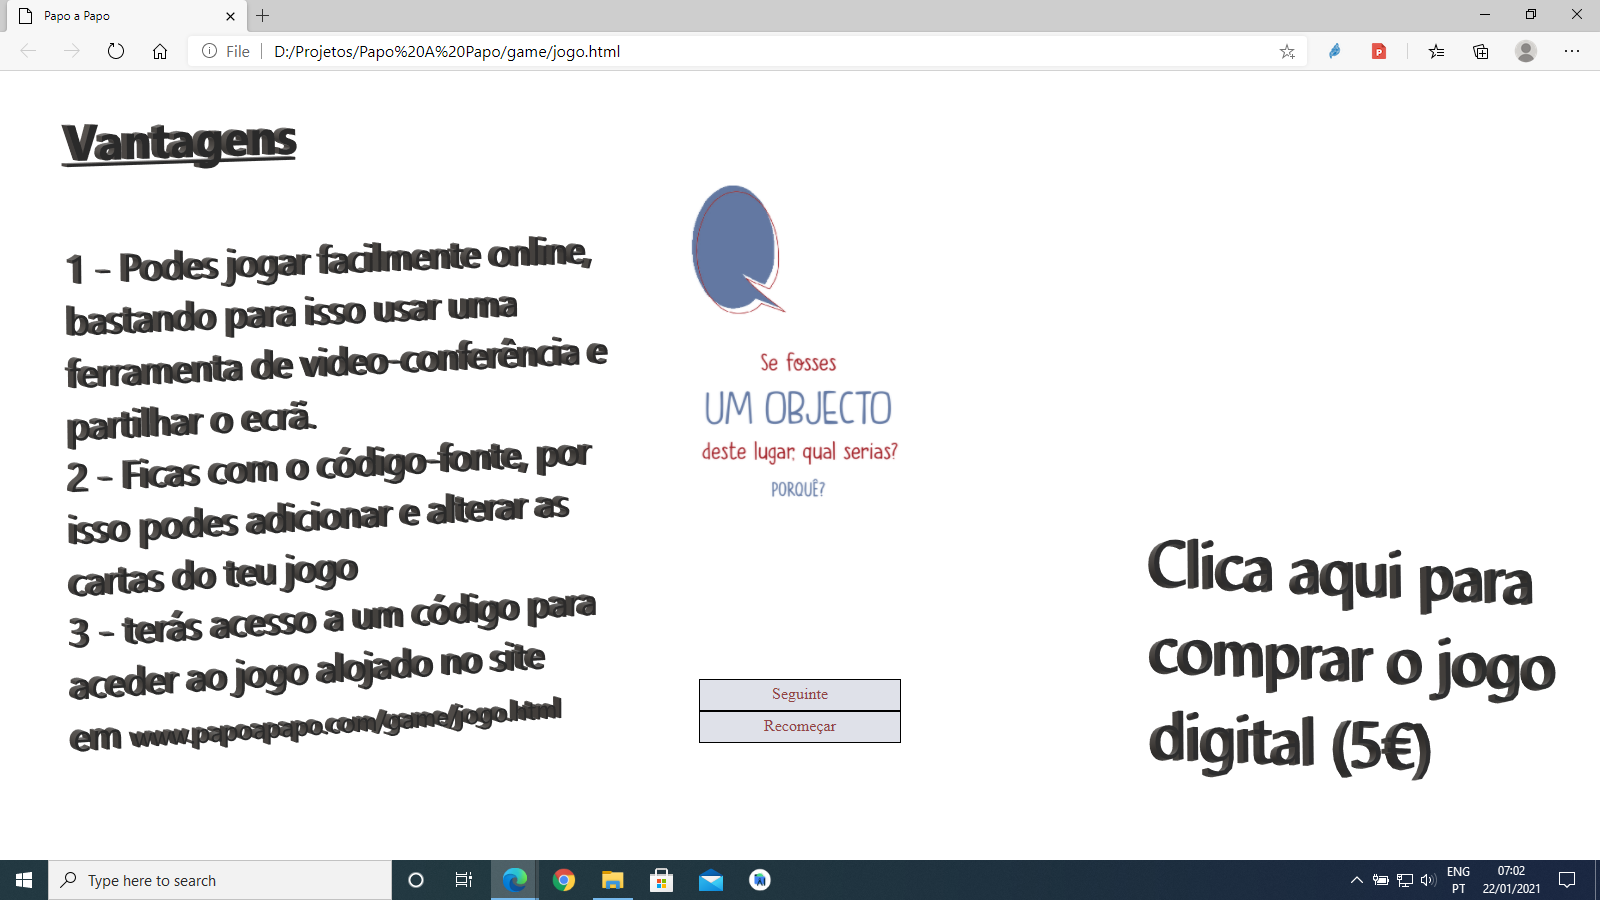 Papo a Papo
File
D:/Projetos/Papo%20A%20Papo/game/jogo.html
Vantagens
1 - Podes jogar facilmente online,
bastando para isso usar uma
ferramenta de video-conferência e
partilhar o ecrã.
2 - Ficas com o código-fonte, por
isso podes adicionar e alterar as
cartas do teu jogo
3 - terás acesso a um código para
aceder ao jogo alojado no site
em www.papoapapo.com/game/jogo.html
Se fosses
UM OBJECTO
deste lugar, qual serias?
PORQUÊ?
Seguinte
Recomeçar
Clica aqui para
comprar o jogo
digital (5€)
Type here to search
ENG
PT
07:02
22/01/2021